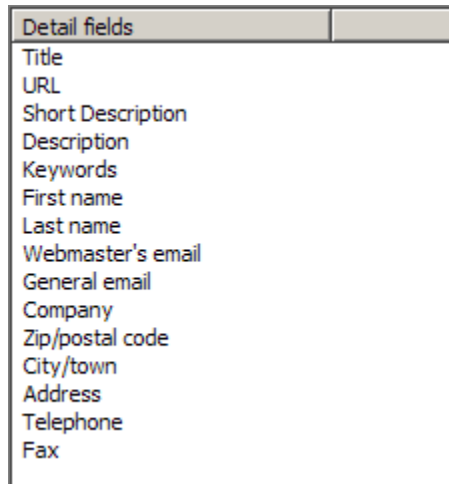 Detail fields
Title
URL
Short Description
Description
Keywords
First name
Last name
Webmaster's email
General email
Company
Zip/postal code
City/town
Address
Telephone
Fax